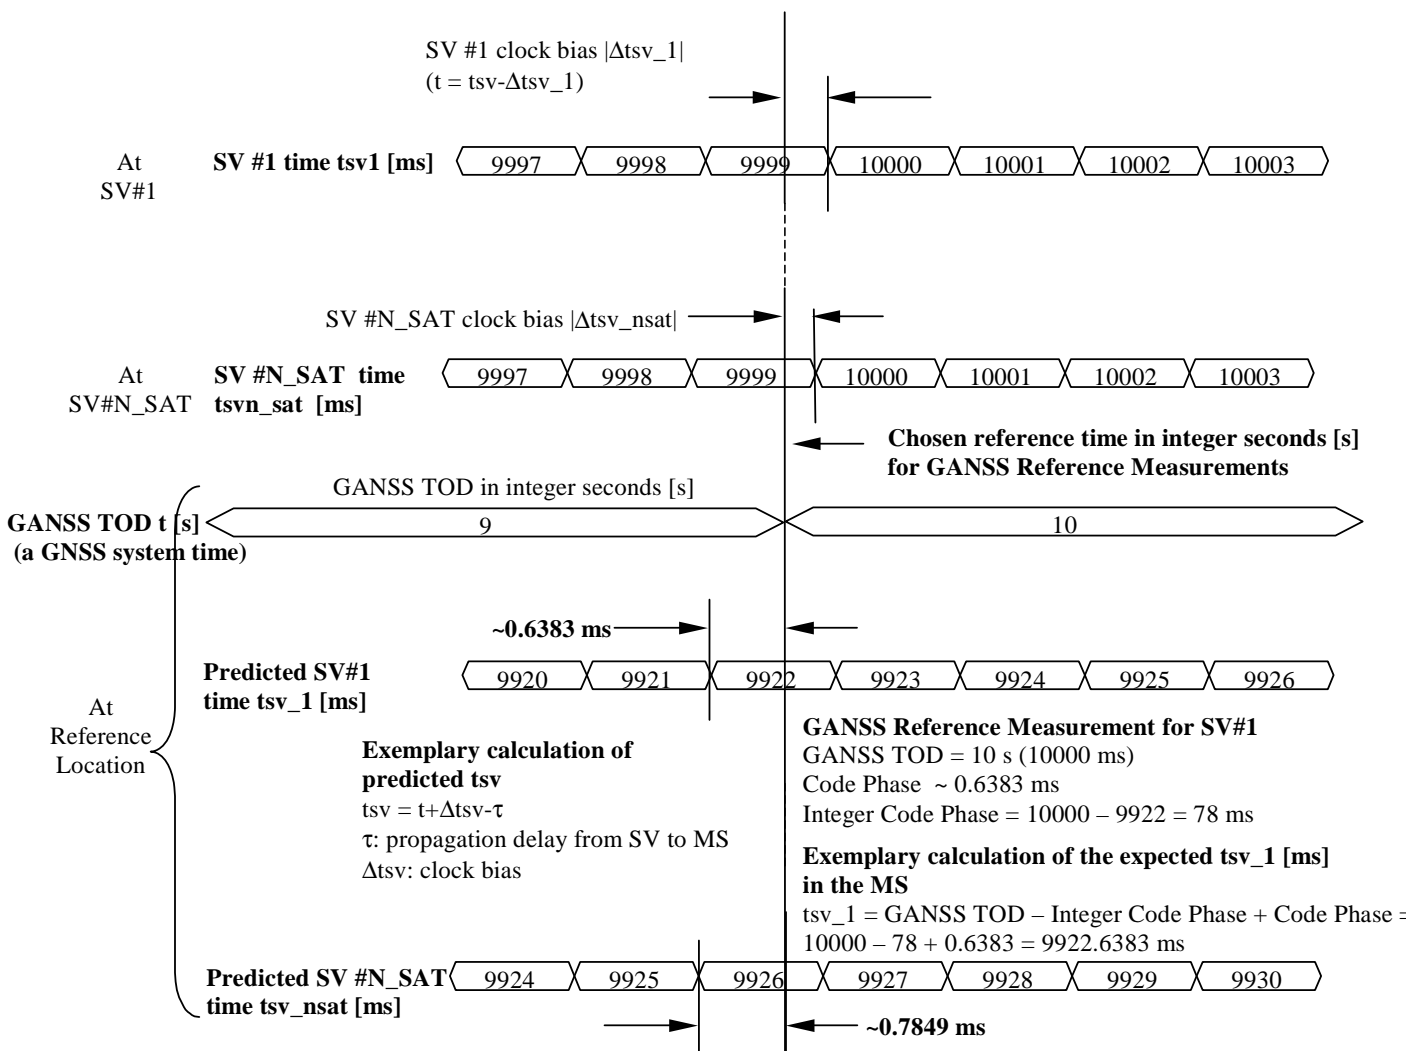 SV #1 clock bias |Δtsv_1|
(t = tsv-Δtsv_1)
At
SV#1
SV #1 time tsv1 [ms]
9997 9998 9999 10000 10001 10002 10003
SV #N_SAT clock bias |Δtsv_nsat|
At
SV#N_SAT
SV #N_SAT time
tsvn_sat [ms]
9997 9998 9999 10000 10001 10002 10003
Chosen reference time in integer seconds [s]
for GANSS Reference Measurements
GANSS TOD in integer seconds [s]
GANSS TOD t [s]
(a GNSS system time)
9 10
~0.6383 ms
Predicted SV#1
time tsv_1 [ms]
9920 9921 9922 9923 9924 9925 9926
At
Reference
Location
Exemplary calculation of
predicted tsv
tsv = t+Δtsv-τ
τ: propagation delay from SV to MS
Δtsv: clock bias
GANSS Reference Measurement for SV#1
GANSS TOD = 10 s (10000 ms)
Code Phase ~ 0.6383 ms
Integer Code Phase = 10000 – 9922 = 78 ms
Exemplary calculation of the expected tsv_1 [ms]
in the MS
tsv_1 = GANSS TOD – Integer Code Phase + Code Phase =
10000 – 78 + 0.6383 = 9922.6383 ms
Predicted SV #N_SAT
time tsv_nsat [ms]
9924 9925 9926 9927 9928 9929 9930
~0.7849 ms